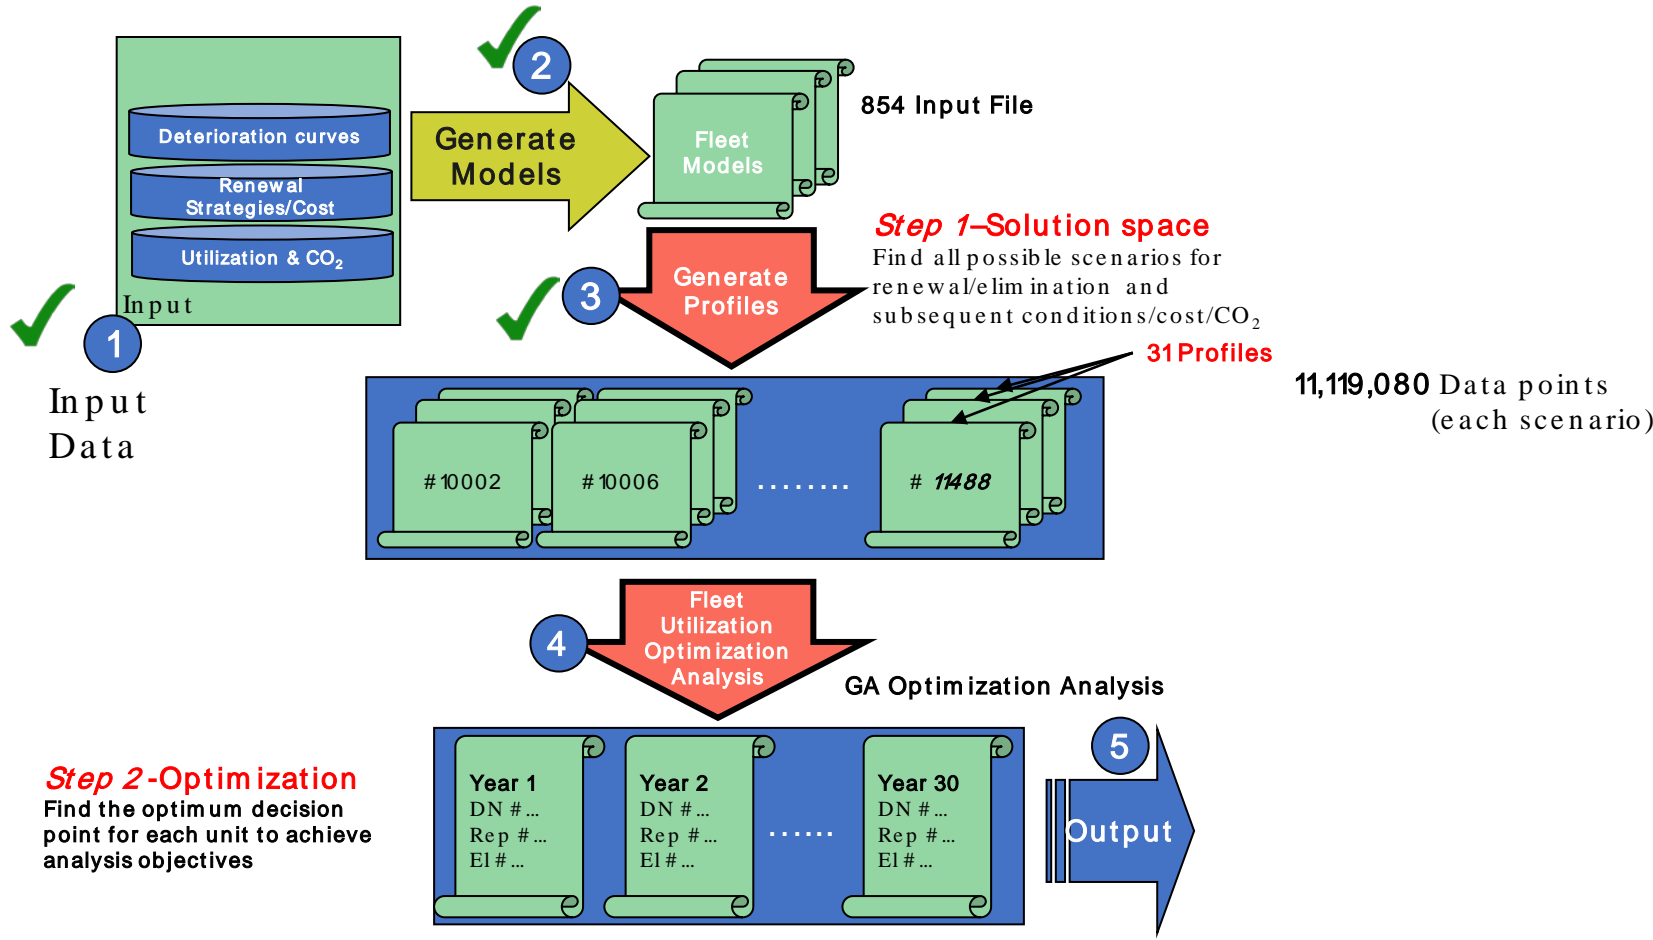 2
854 Input File
Generate
Models
Fleet
Models
Deterioration curves
Renewal
Strategies/Cost
Utilization & CO₂
Input
1
Input
Data
Step 1–Solution space
Find all possible scenarios for
renewal/elimination and
subsequent conditions/cost/CO₂
3
Generate
Profiles
31 Profiles
11,119,080 Data points
(each scenario)
#10002
#10006
........
# 11488
4
Fleet
Utilization
Optimization
Analysis
GA Optimization Analysis
5
Step 2-Optimization
Find the optimum decision
point for each unit to achieve
analysis objectives
Year 1
DN #...
Rep #...
El #...
Year 2
DN #...
Rep #...
El #...
......
Year 30
DN #...
Rep #...
El #...
Output